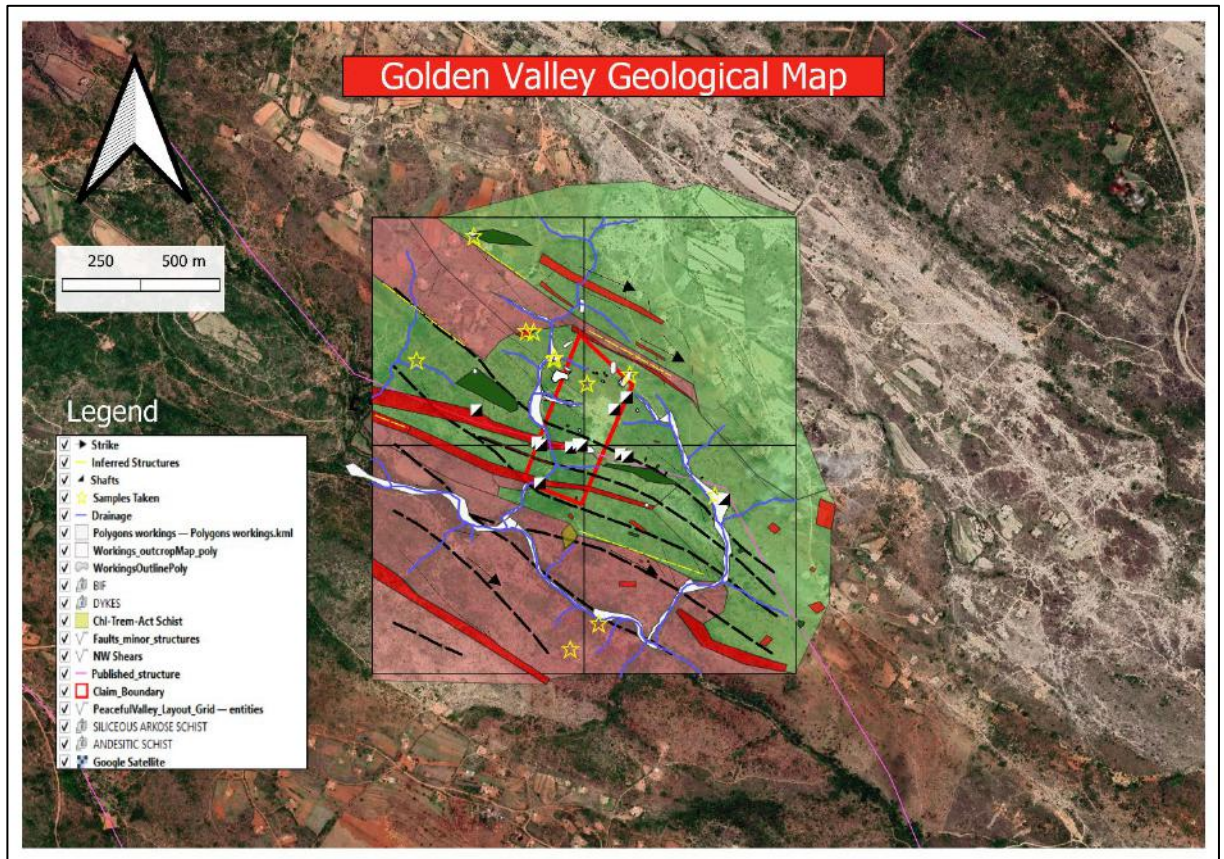 Golden Valley Geological Map
250 500 m
Legend
Strike
Inferred Structures
Shafts
Samples Taken
Drainage
Polygons workings — Polygons workings.kml
Workings_outcropMap_poly
WorkingsOutlinePoly
BIF
DYKES
Chl-Trem-Act Schist
Faults_minor_structures
NW Shears
Published_structure
Claim_Boundary
PeacefulValley_Layout_Grid — entities
SILICEOUS ARKOSE SCHIST
ANDESITIC SCHIST
Google Satellite